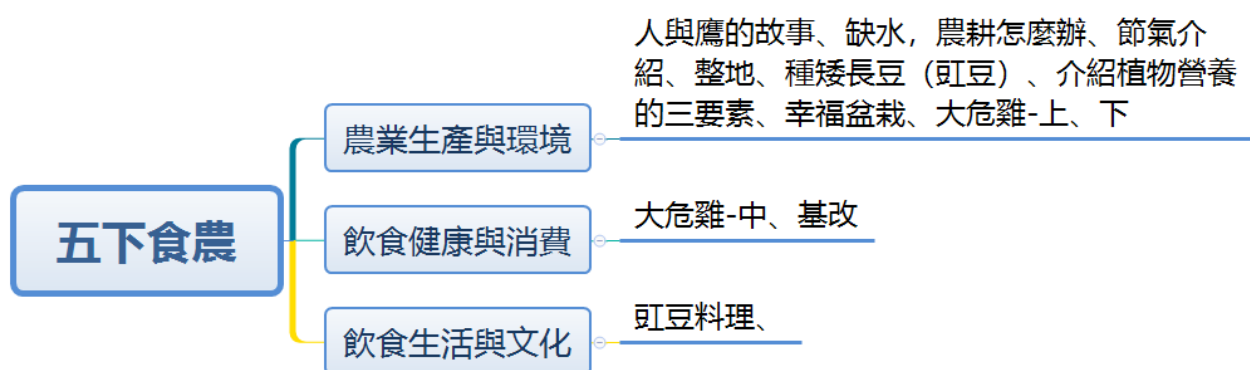 五下食農
農業生產與環境
人與鷹的故事、缺水，農耕怎麼辦、節氣介
紹、整地、種矮長豆（豇豆）、介紹植物營養
的三要素、幸福盆栽、大危雞-上、下
飲食健康與消費
大危雞-中、基改
飲食生活與文化
豇豆料理、